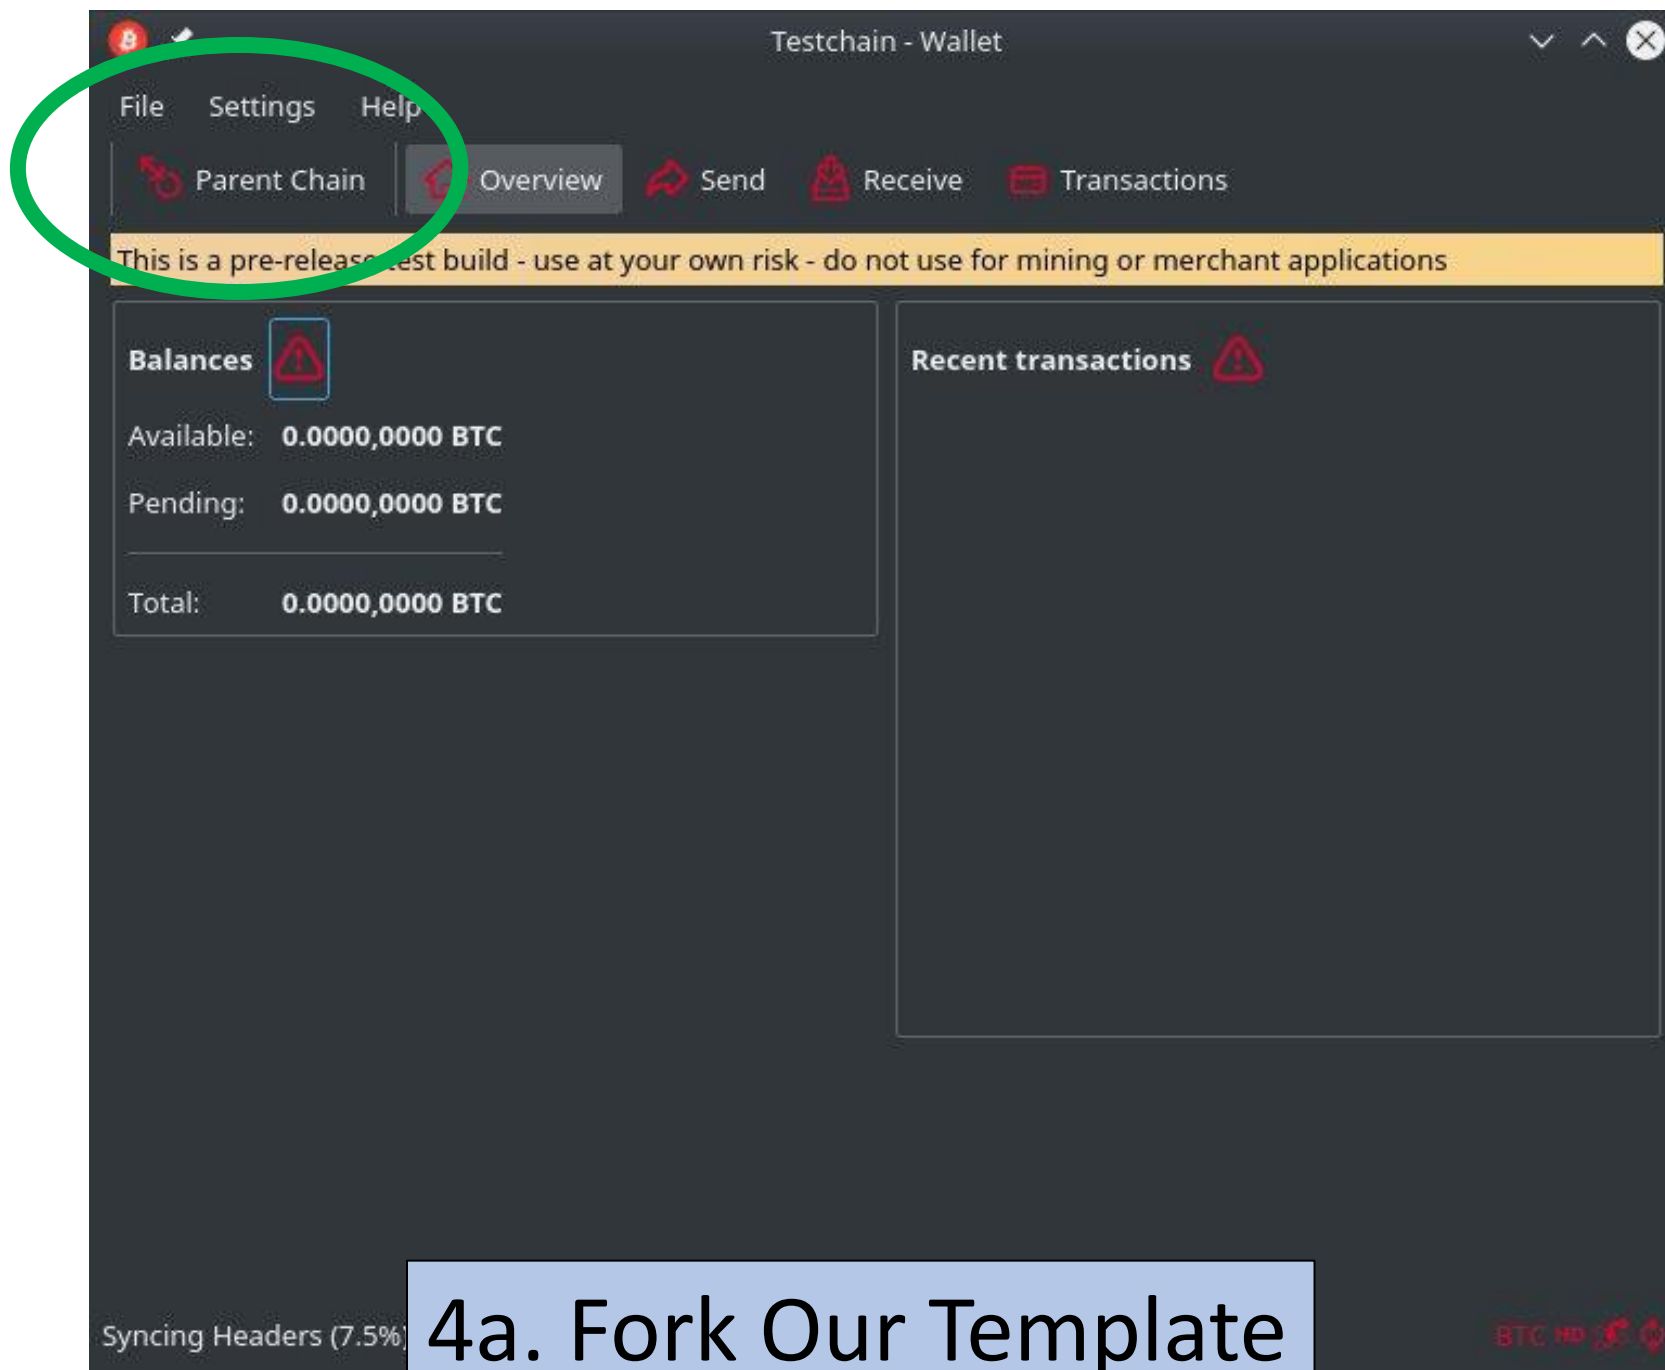 Testchain - Wallet
File Settings Help
Parent Chain Overview Send Receive Transactions
This is a pre-release test build - use at your own risk - do not use for mining or merchant applications
Balances
Available: 0.0000,0000 BTC
Pending: 0.0000,0000 BTC
Total: 0.0000,0000 BTC
Recent transactions
Syncing Headers (7.5%)
4a. Fork Our Template
BTC HD